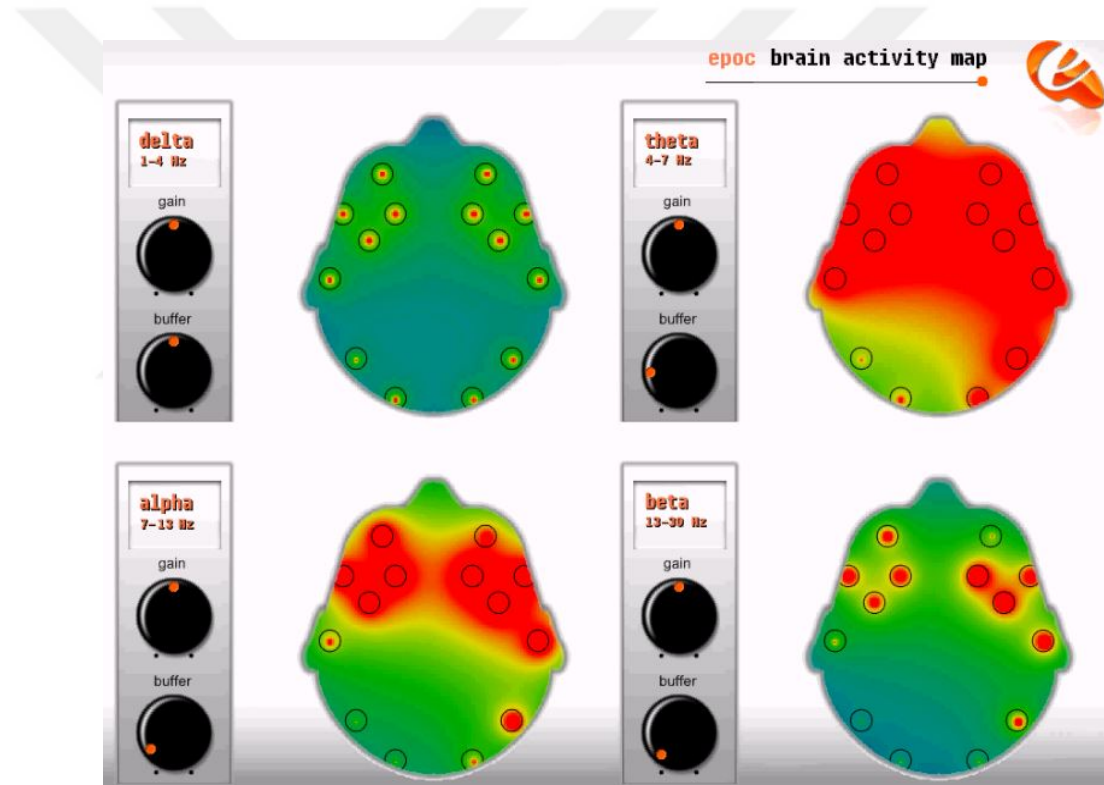 epoc brain activity map
delta
1-4 Hz
gain
buffer
theta
4-7 Hz
gain
buffer
alpha
7-13 Hz
gain
buffer
beta
13-30 Hz
gain
buffer